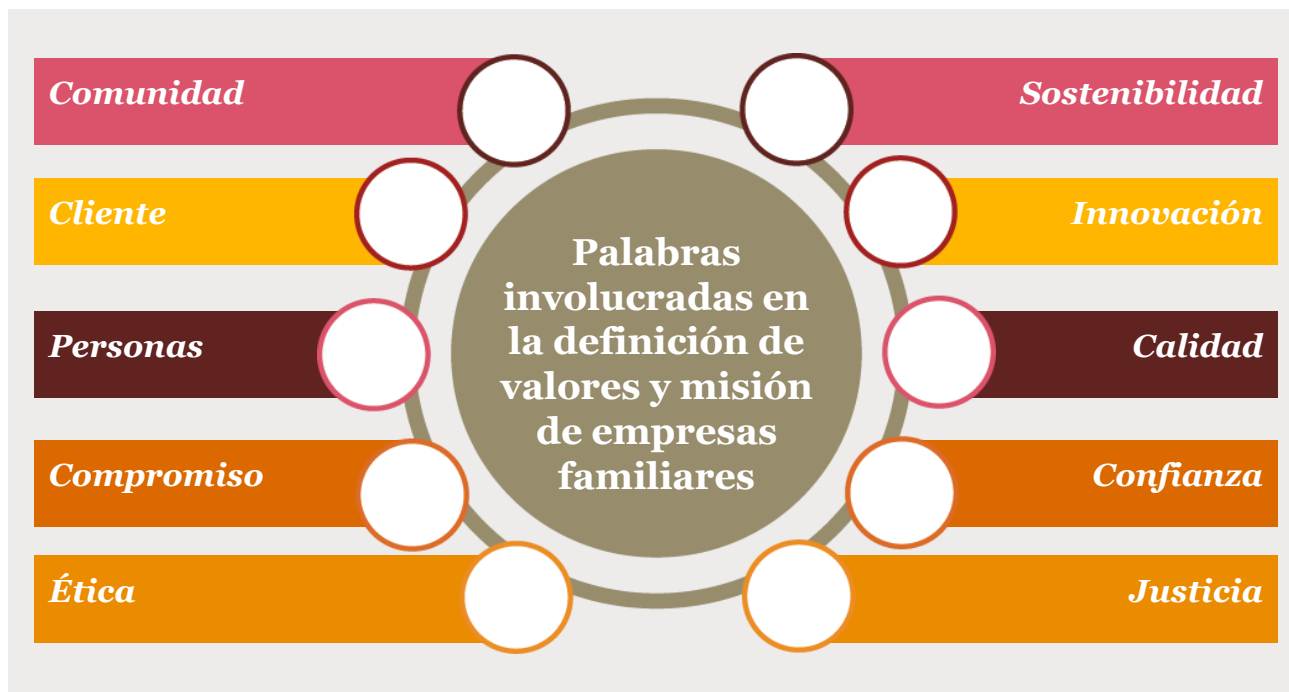 Comunidad
Cliente
Personas
Compromiso
Ética
Palabras
involucradas en
la definición de
valores y misión
de empresas
familiares
Sostenibilidad
Innovación
Calidad
Confianza
Justicia